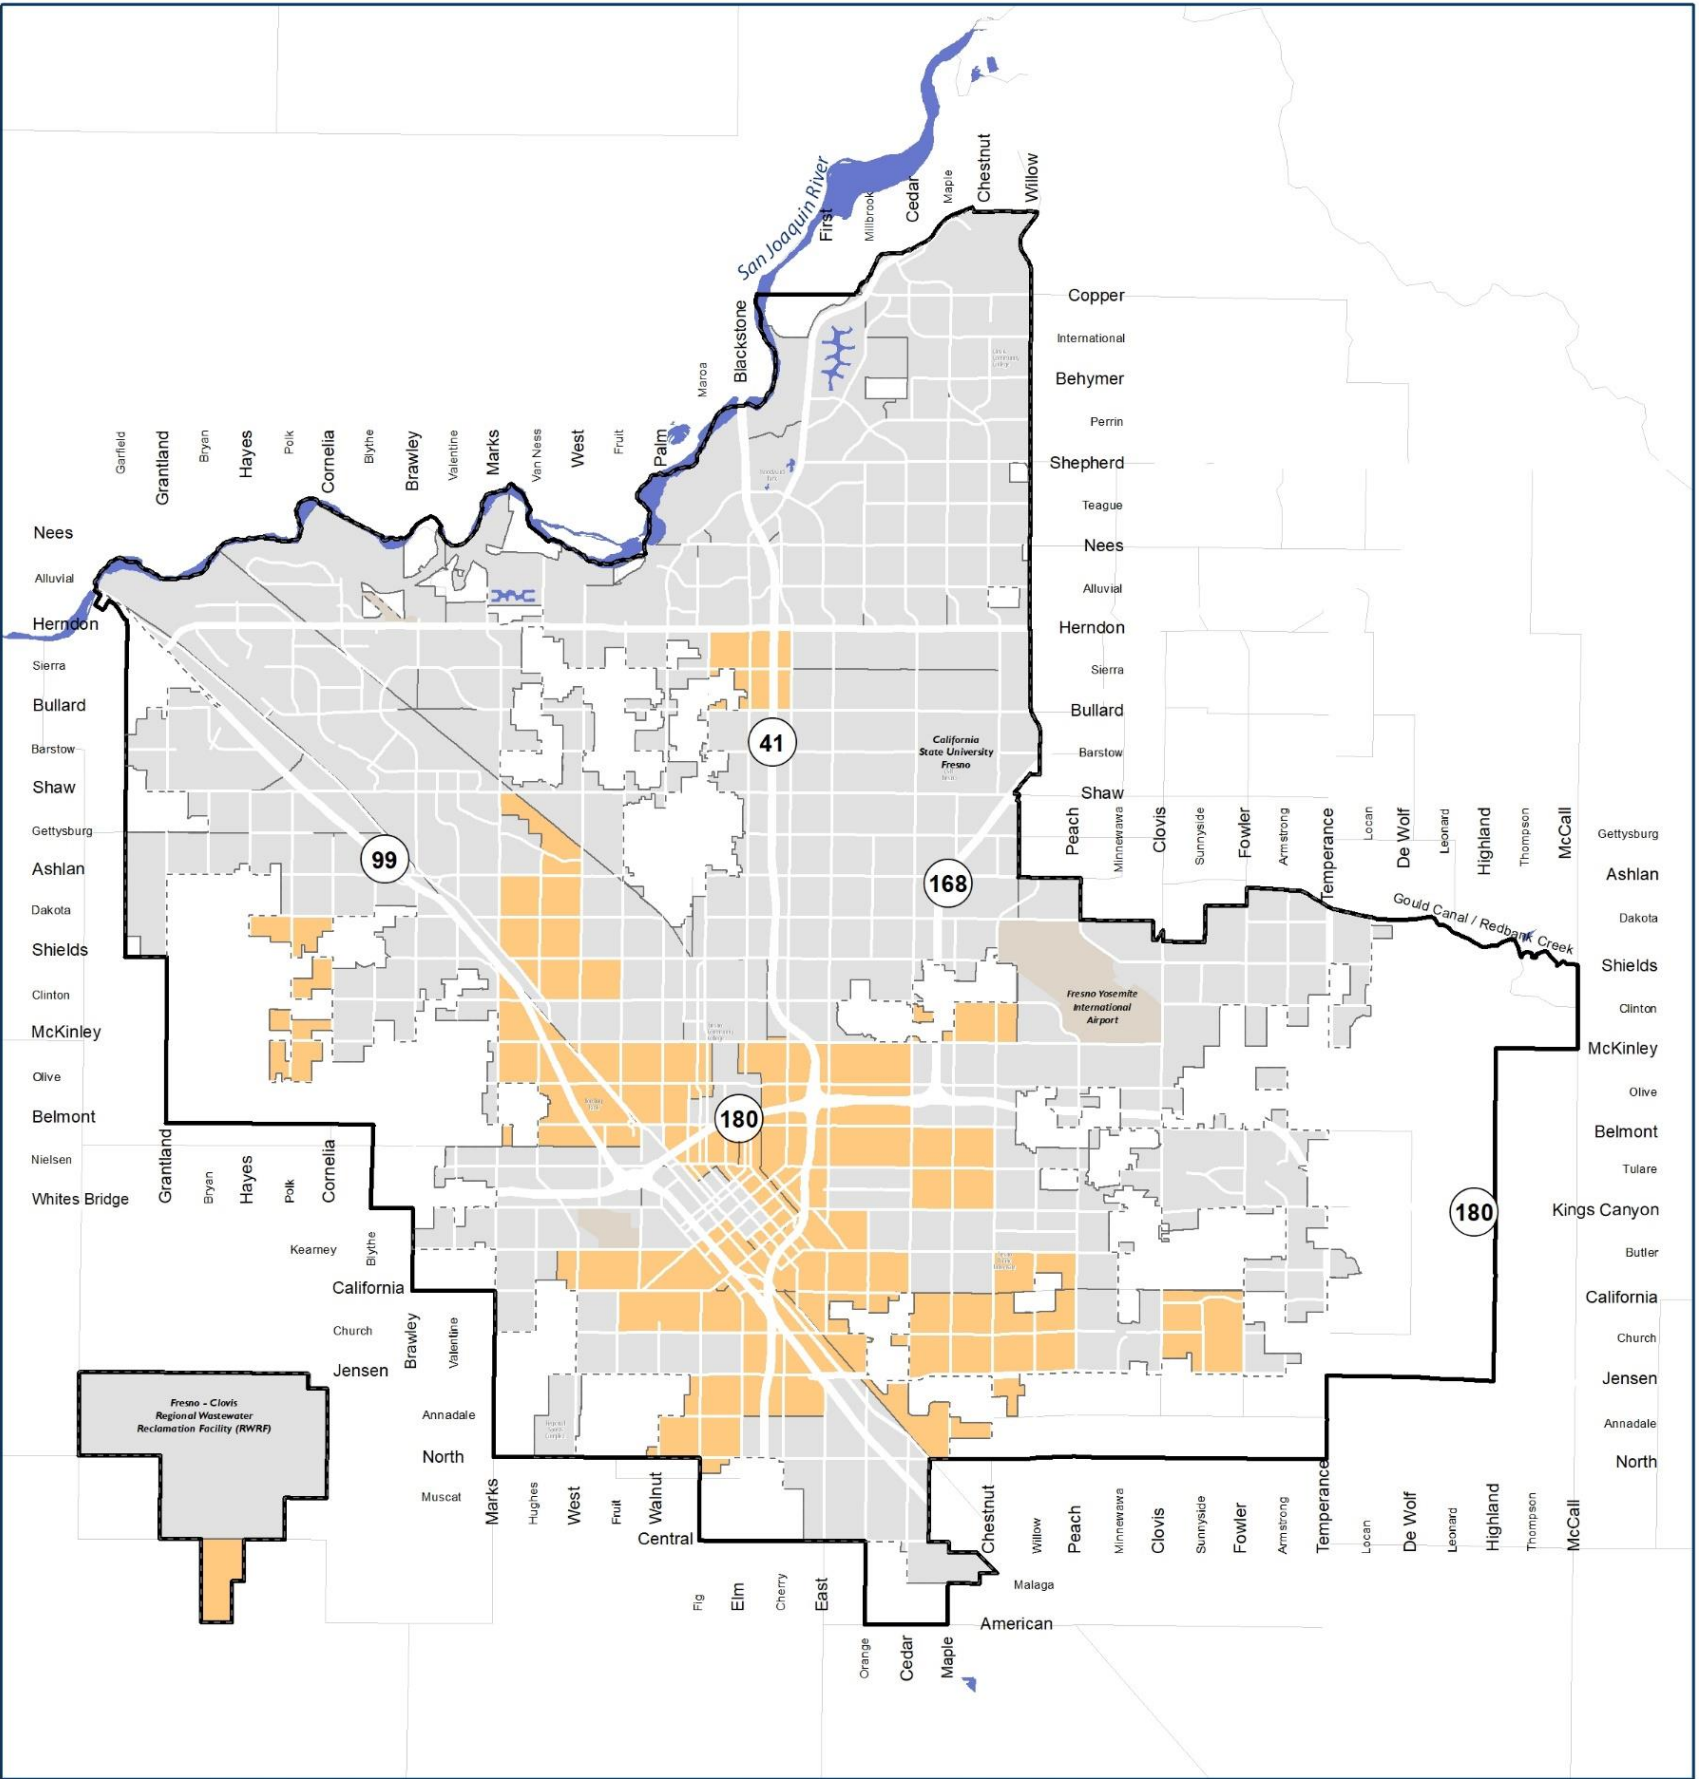 San Joaquin River
First
Millbrook
Cedar
Maple
Chestnut
Willow
Maroa
Blackstone
Copper
International
Behymer
Perrin
Shepherd
Teague
Nees
Alluvial
Herndon
Sierra
Bullard
Barstow
Shaw
Garfield
Grantland
Bryan
Hayes
Polk
Cornelia
Blythe
Brawley
Valentine
Marks
Van Ness
West
Fruit
Palm
Nees
Alluvial
Herndon
Sierra
Bullard
Barstow
Shaw
Gettysburg
Ashlan
Dakota
Shields
Clinton
McKinley
Olive
Belmont
Nielsen
Whites Bridge
41
99
168
180
180
California
State University
Fresno
Fresno Yosemite
International
Airport
Peach
Minnewawa
Clovis
Sunnyside
Fowler
Armstrong
Temperance
Locan
De Wolf
Leonard
Highland
Thompson
McCall
Gould Canal / Redbank Creek
Gettysburg
Ashlan
Dakota
Shields
Clinton
McKinley
Olive
Belmont
Tulare
Kings Canyon
Butler
California
Church
Jensen
Annadale
North
Grantland
Bryan
Hayes
Polk
Cornelia
Kearney
Blythe
California
Church
Jensen
Brawley
Valentine
Annadale
North
Muscat
Fresno - Clovis
Regional Wastewater
Reclamation Facility (RWRF)
Marks
Hughes
West
Fruit
Walnut
Central
Fig
Elm
Cherry
East
Orange
Cedar
Maple
American
Malaga
Chestnut
Willow
Peach
Minnewawa
Clovis
Sunnyside
Fowler
Armstrong
Temperance
Locan
De Wolf
Leonard
Highland
Thompson
McCall